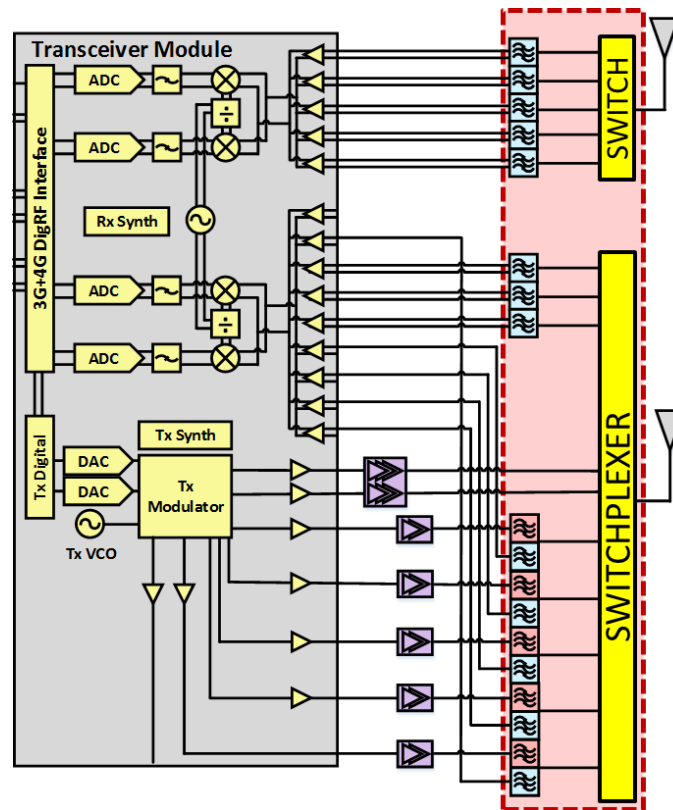 Transceiver Module
3G+4G DigRF Interface
ADC
ADC
Rx Synth
ADC
ADC
÷
÷
Tx Digital
DAC
DAC
Tx Synth
Tx
Modulator
Tx VCO
SWITCH
SWITCHPLEXER